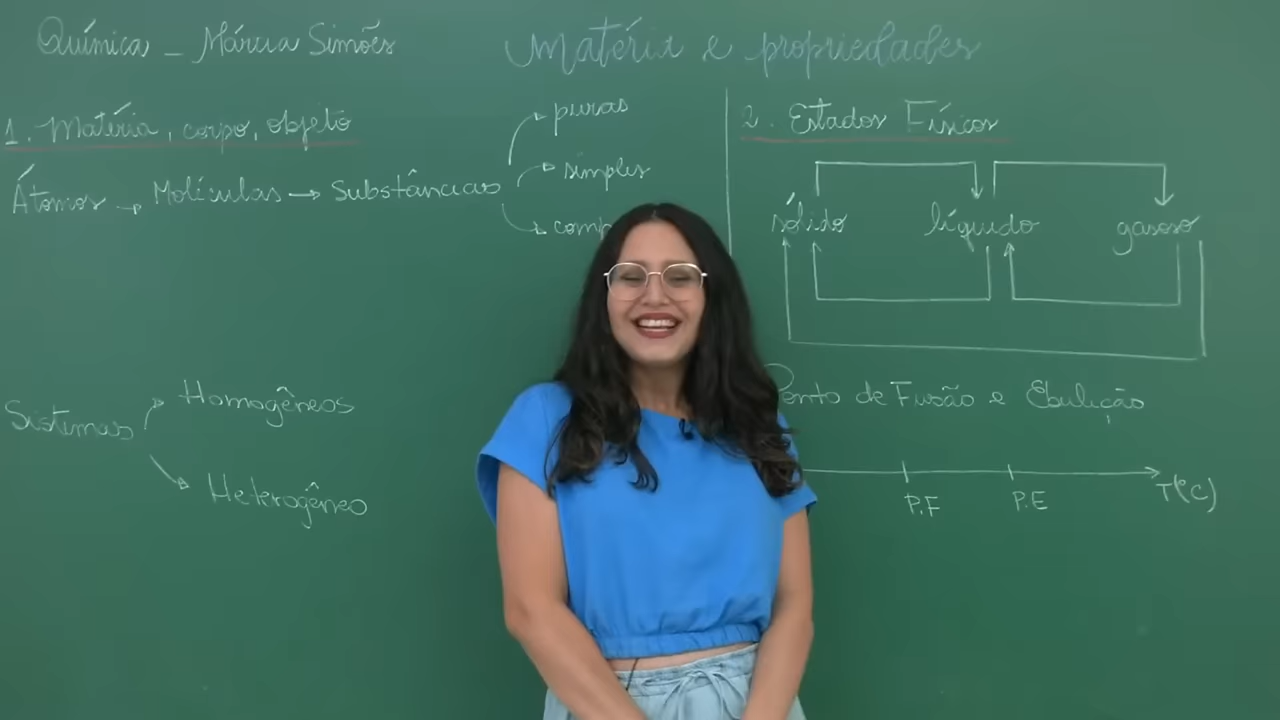 Química - Márcia Simões
Matéria e propriedades
1. Matéria, corpo, objeto
Átomos → Moléculas → Substâncias
puras
simples
comp
Sistemas
Homogêneos
Heterogêneo
2. Estados Físicos
sólido líquido gasoso
Ponto de Fusão e Ebulição
P.F P.E T(°C)